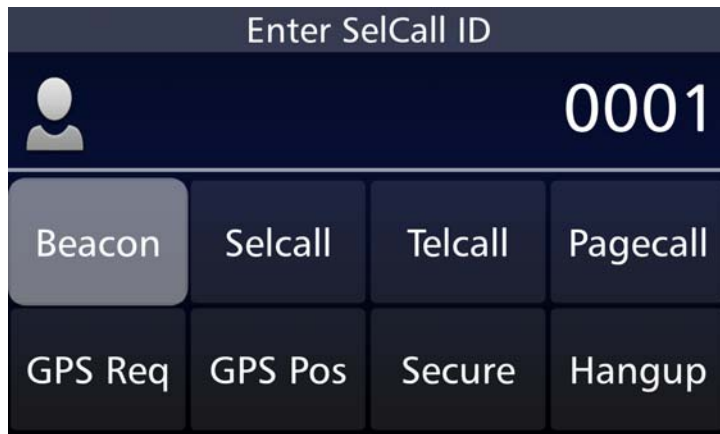 Enter SelCall ID
0001
Beacon Selcall Telcall Pagecall
GPS Req GPS Pos Secure Hangup